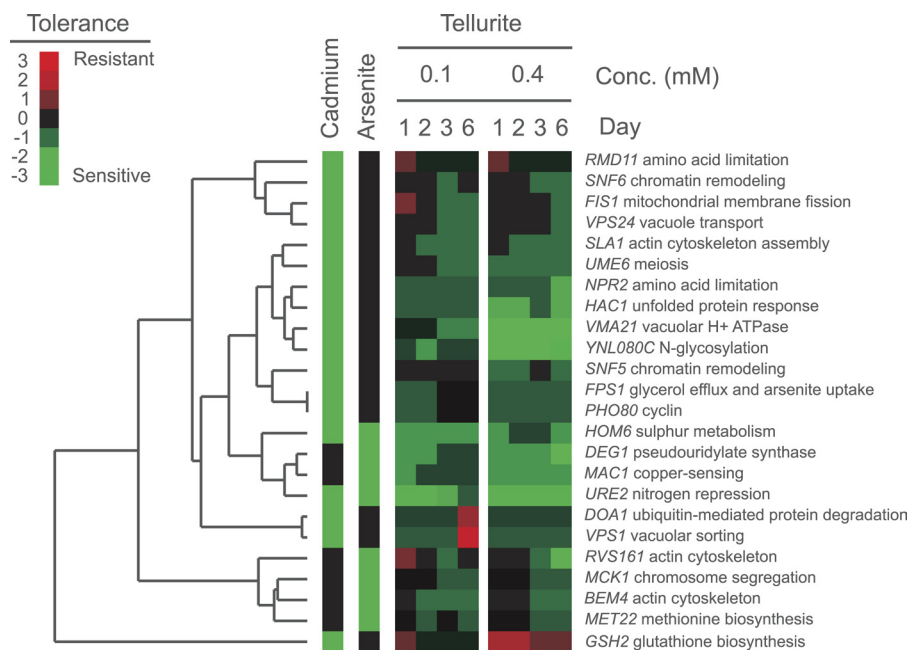 Tolerance
3 Resistant
2
1
0
-1
-2
-3 Sensitive
Cadmium
Arsenite
Tellurite
0.1 0.4 Conc. (mM)
1 2 3 6 1 2 3 6 Day
RMD11 amino acid limitation
SNF6 chromatin remodeling
FIS1 mitochondrial membrane fission
VPS24 vacuole transport
SLA1 actin cytoskeleton assembly
UME6 meiosis
NPR2 amino acid limitation
HAC1 unfolded protein response
VMA21 vacuolar H+ ATPase
YNL080C N-glycosylation
SNF5 chromatin remodeling
FPS1 glycerol efflux and arsenite uptake
PHO80 cyclin
HOM6 sulphur metabolism
DEG1 pseudouridylate synthase
MAC1 copper-sensing
URE2 nitrogen repression
DOA1 ubiquitin-mediated protein degradation
VPS1 vacuolar sorting
RVS161 actin cytoskeleton
MCK1 chromosome segregation
BEM4 actin cytoskeleton
MET22 methionine biosynthesis
GSH2 glutathione biosynthesis